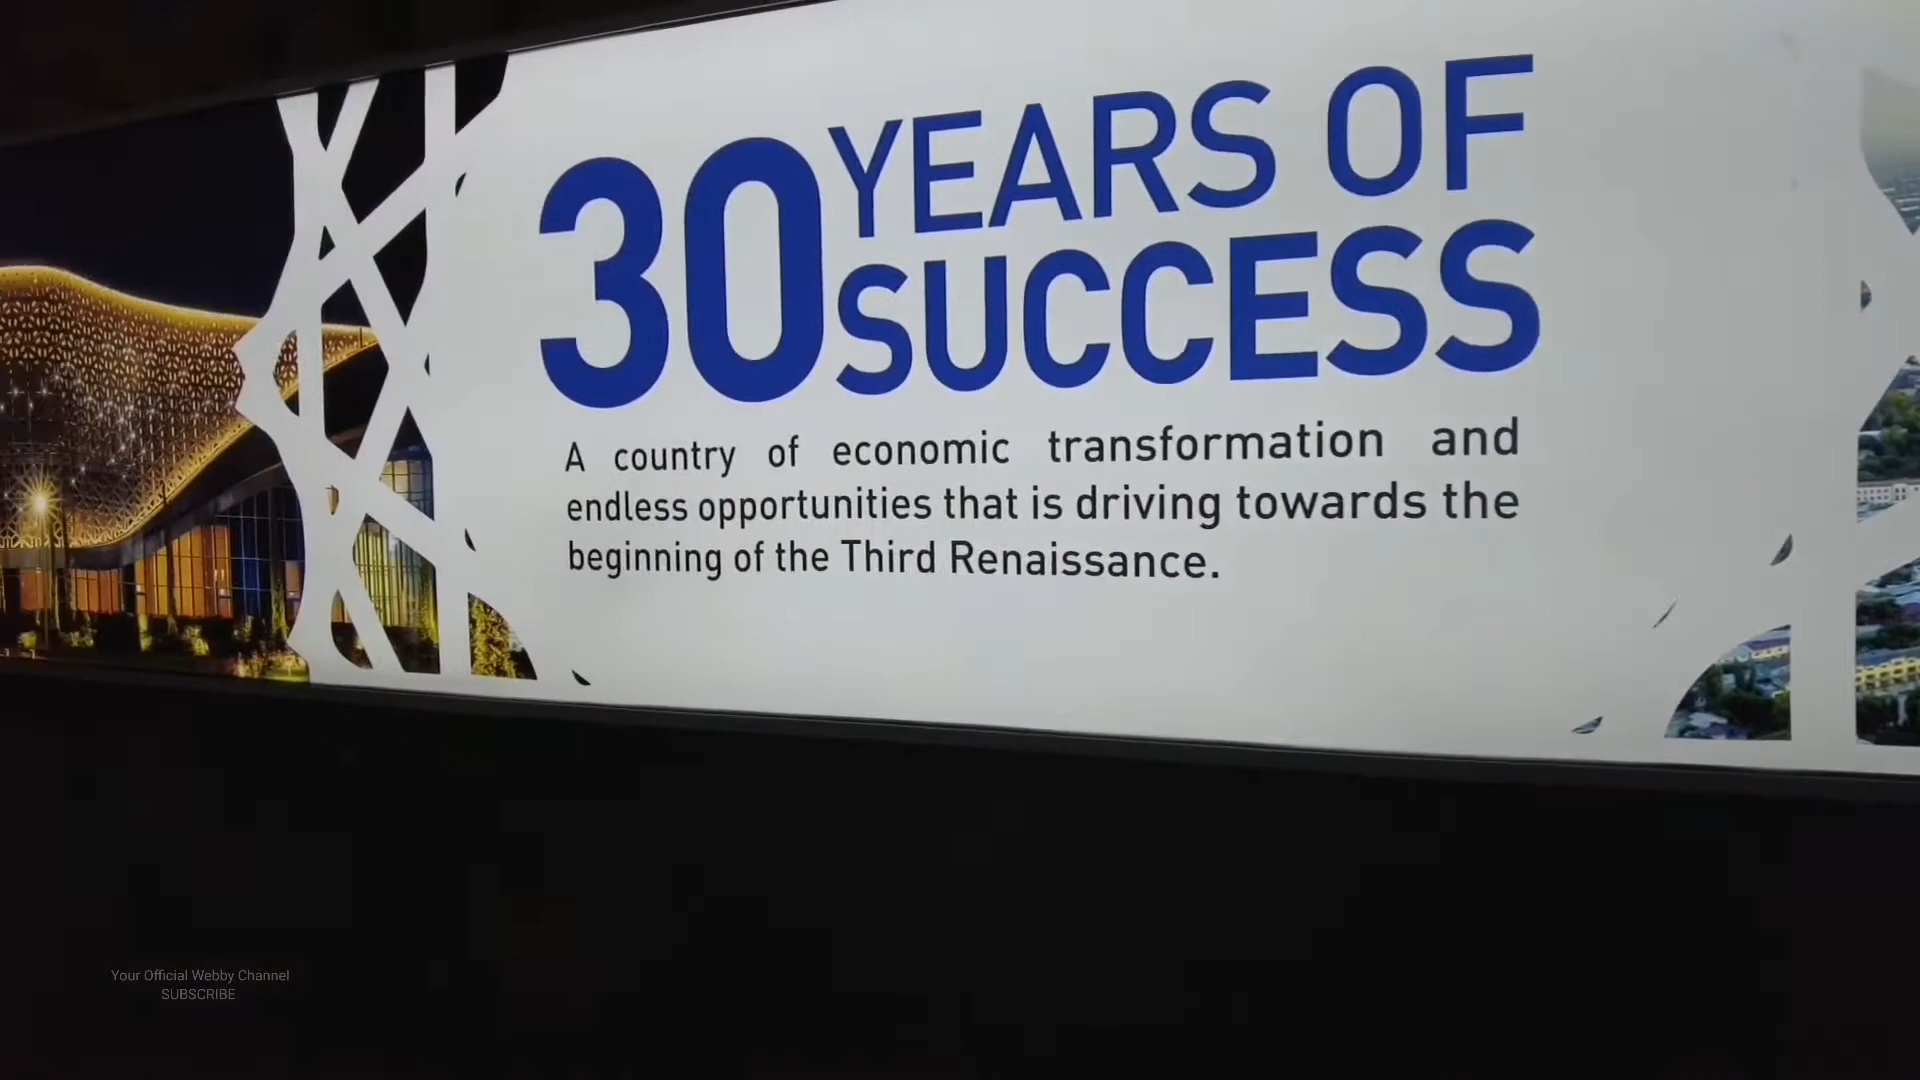 30 YEARS OF
SUCCESS
A country of economic transformation and
endless opportunities that is driving towards the
beginning of the Third Renaissance.
Your Official Webby Channel
SUBSCRIBE